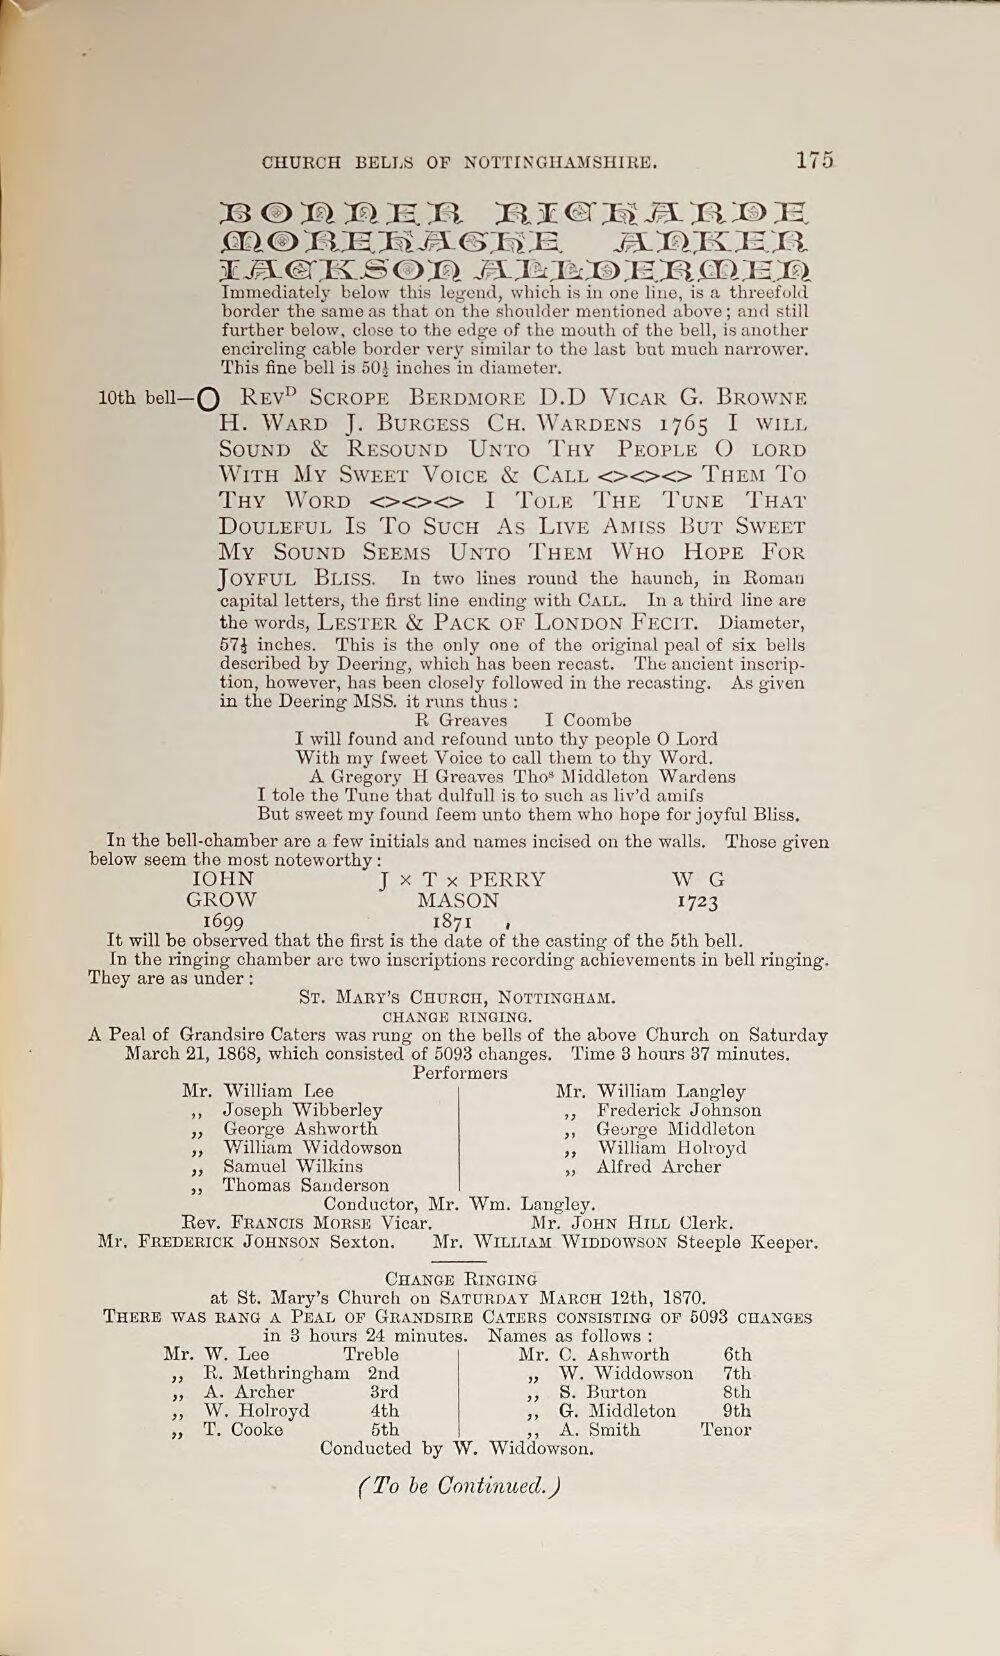 CHURCH BELLS OF NOTTINGHAMSHIRE. 175
BONNER RICHARDE
MOREHAGHE ANKER
IACKSON ALLDERMEN
Immediately below this legend, which is in one line, is a threefold
border the same as that on the shoulder mentioned above; and still
further below, close to the edge of the mouth of the bell, is another
encircling cable border very similar to the last but much narrower.
This fine bell is 50½ inches in diameter.
10th bell—O REVD SCROPE BERDMORE D.D VICAR G. BROWNE
H. WARD J. BURGESS CH. WARDENS 1765 I WILL
SOUND & RESOUND UNTO THY PEOPLE O LORD
WITH MY SWEET VOICE & CALL <><><> THEM TO
THY WORD <><><> I TOLE THE TUNE THAT
DOULEFUL IS TO SUCH AS LIVE AMISS BUT SWEET
MY SOUND SEEMS UNTO THEM WHO HOPE FOR
JOYFUL BLISS. In two lines round the haunch, in Roman
capital letters, the first line ending with CALL. In a third line are
the words, LESTER & PACK OF LONDON FECIT. Diameter,
57½ inches. This is the only one of the original peal of six bells
described by Deering, which has been recast. The ancient inscrip-
tion, however, has been closely followed in the recasting. As given
in the Deering MSS. it runs thus :
R Greaves I Coombe
I will found and refound unto thy people O Lord
With my fweet Voice to call them to thy Word.
A Gregory H Greaves Thoˢ Middleton Wardens
I tole the Tune that dulfull is to such as liv'd amifs
But sweet my found feem unto them who hope for joyful Bliss.
In the bell-chamber are a few initials and names incised on the walls. Those given
below seem the most noteworthy :
IOHN J × T × PERRY W G
GROW MASON 1723
1699 1871
It will be observed that the first is the date of the casting of the 5th bell.
In the ringing chamber are two inscriptions recording achievements in bell ringing.
They are as under :
ST. MARY'S CHURCH, NOTTINGHAM.
CHANGE RINGING.
A Peal of Grandsire Caters was rung on the bells of the above Church on Saturday
March 21, 1868, which consisted of 5093 changes. Time 3 hours 37 minutes.
Performers
Mr. William Lee Mr. William Langley
,, Joseph Wibberley ,, Frederick Johnson
,, George Ashworth ,, George Middleton
,, William Widdowson ,, William Holroyd
,, Samuel Wilkins ,, Alfred Archer
,, Thomas Sanderson
Conductor, Mr. Wm. Langley.
Rev. FRANCIS MORSE Vicar. Mr. JOHN HILL Clerk.
Mr. FREDERICK JOHNSON Sexton. Mr. WILLIAM WIDDOWSON Steeple Keeper.
CHANGE RINGING
at St. Mary's Church on SATURDAY MARCH 12th, 1870.
THERE WAS RANG A PEAL OF GRANDSIRE CATERS CONSISTING OF 5093 CHANGES
in 3 hours 24 minutes. Names as follows :
Mr. W. Lee Treble Mr. C. Ashworth 6th
,, R. Methringham 2nd ,, W. Widdowson 7th
,, A. Archer 3rd ,, S. Burton 8th
,, W. Holroyd 4th ,, G. Middleton 9th
,, T. Cooke 5th ,, A. Smith Tenor
Conducted by W. Widdowson.
(To be Continued.)